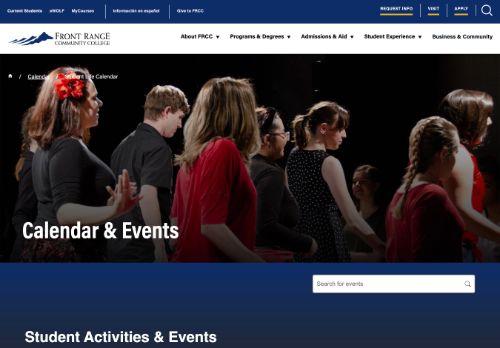 Current Students eWOLF MyCourses Información en español Give to FRCC REQUEST INFO VISIT APPLY
FRONT RANGE
COMMUNITY COLLEGE
About FRCC Programs & Degrees Admissions & Aid Student Experience Business & Community
/ Calendar / Student Life Calendar
Calendar & Events
Search for events
Student Activities & Events